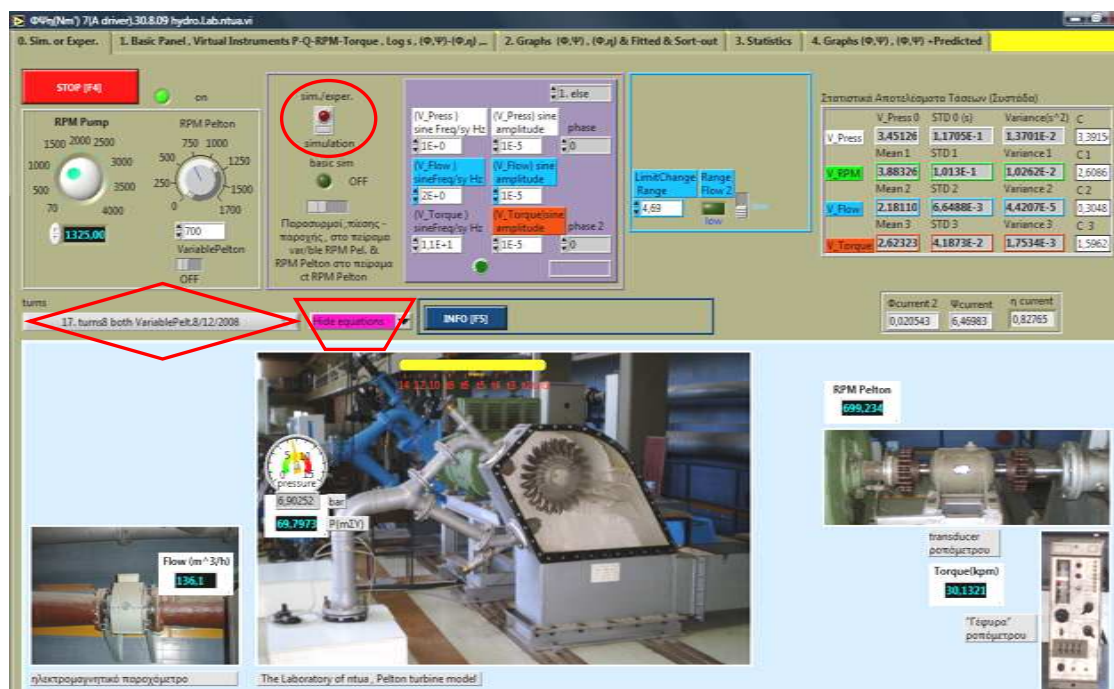 ΦΨη(Nm') 7(A driver).30.8.09 hydro.Lab.ntua.vi
0. Sim. or Exper.
1. Basic Panel , Virtual Instruments P-Q-RPM-Torque , Log s , (Φ,Ψ)-(Φ,η) ...
2. Graphs (Φ,Ψ) , (Φ,η) & Fitted & Sort-out
3. Statistics
4. Graphs (Φ,Ψ) , (Φ,Ψ) +Predicted
STOP [F4]
on
RPM Pump
1500 2000 2500
1000 3000
500 3500
70 4000
1325,00
RPM Pelton
750 1000
500 1250
250 1500
0 1700
700
VariablePelton
OFF
sim./exper.
simulation
basic sim
OFF
Παρασυρμοί ,πίεσης -
παροχής , στο πείραμα
var/ble RPM Pel. &
RPM Pelton στο πείραμα
ct RPM Pelton
1. else
(V_Press )
sine Freq/sy Hz
(V_Press) sine
amplitude
phase
1E+0
1E-5
0
(V_Flow )
sineFreq/sy Hz
(V_Flow) sine
amplitude
2E+0
1E-5
(V_Torque )
sineFreq/sy Hz
(V_Torque)sine
amplitude
phase 2
1,1E+1
1E-5
0
LimitChange
Range
Range
Flow 2
4,69
low
Στατιστικά Αποτελέσματα Τάσεων (Συστάδα)
V_Press 0 STD 0 (s) Variance(s^2) C
V_Press 3,45126 1,1705E-1 1,3701E-2 3,3915
Mean 1 STD 1 Variance 1 C 1
V_RPM 3,88326 1,013E-1 1,0262E-2 2,6086
Mean 2 STD 2 Variance 2 C 2
V_Flow 2,18110 6,6488E-3 4,4207E-5 0,3048
Mean 3 STD 3 Variance 3 C 3
V_Torque 2,62323 4,1873E-2 1,7534E-3 1,5962
turns
17. turns8 both VariablePelt.8/12/2008
Hide equations
INFO [F5]
Φcurrent 2 Ψcurrent η current
0,020543 6,46983 0,82765
pressure
6,90252 bar
69,7973 P(mΣΥ)
Flow (m^3/h)
136,1
ηλεκτρομαγνητικό παροχόμετρο
The Laboratory of ntua , Pelton turbine model
RPM Pelton
699,234
transducer
ροπόμετρου
Torque(kpm)
30,1321
"Γέφυρα"
ροπόμετρου